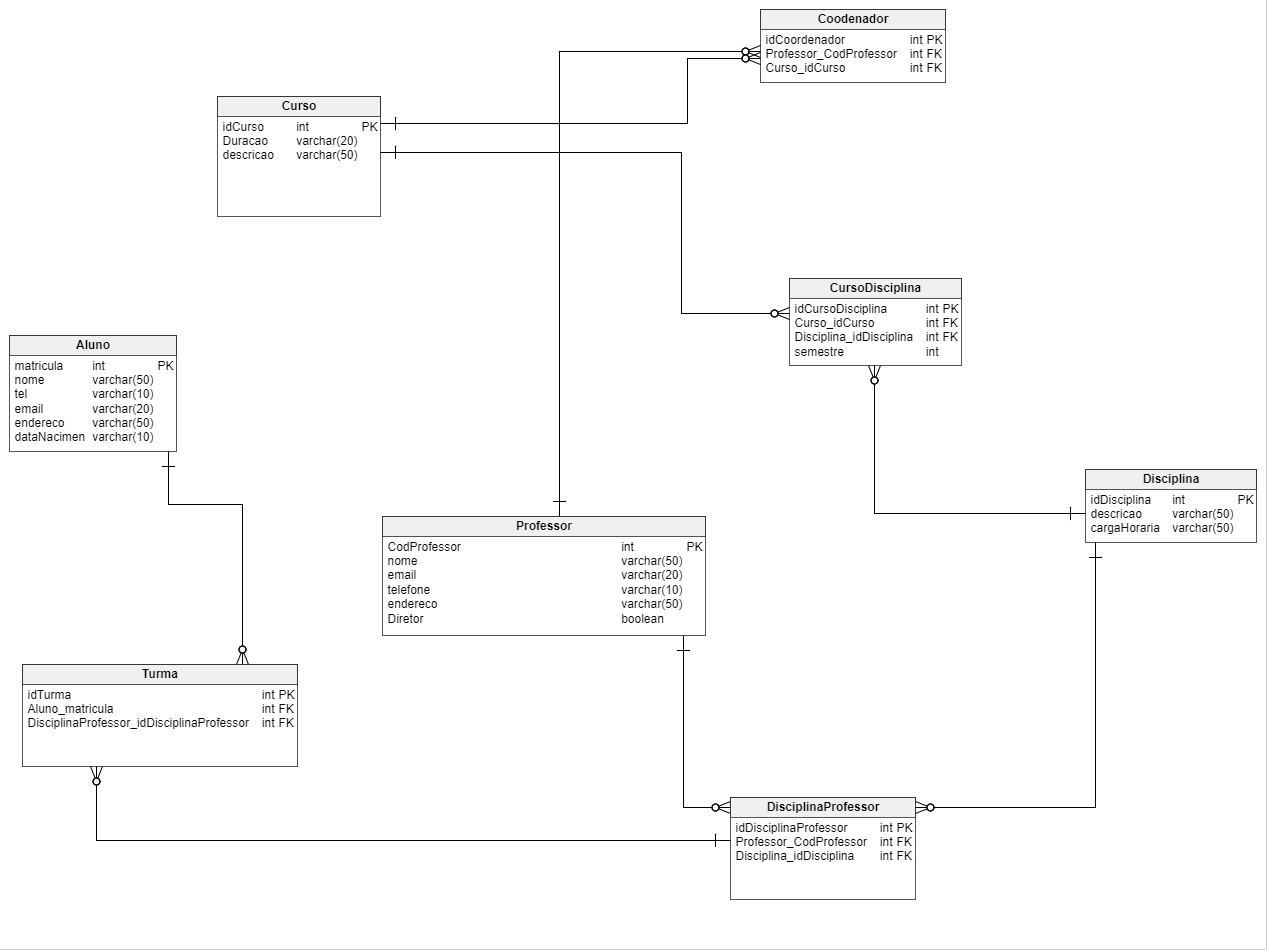 Coodenador
idCoordenador int PK
Professor_CodProfessor int FK
Curso_idCurso int FK
Curso
idCurso int PK
Duracao varchar(20)
descricao varchar(50)
CursoDisciplina
idCursoDisciplina int PK
Curso_idCurso int FK
Disciplina_idDisciplina int FK
semestre int
Aluno
matricula int PK
nome varchar(50)
tel varchar(10)
email varchar(20)
endereco varchar(50)
dataNacimen varchar(10)
Disciplina
idDisciplina int PK
descricao varchar(50)
cargaHoraria varchar(50)
Professor
CodProfessor int PK
nome varchar(50)
email varchar(20)
telefone varchar(10)
endereco varchar(50)
Diretor boolean
Turma
idTurma int PK
Aluno_matricula int FK
DisciplinaProfessor_idDisciplinaProfessor int FK
DisciplinaProfessor
idDisciplinaProfessor int PK
Professor_CodProfessor int FK
Disciplina_idDisciplina int FK